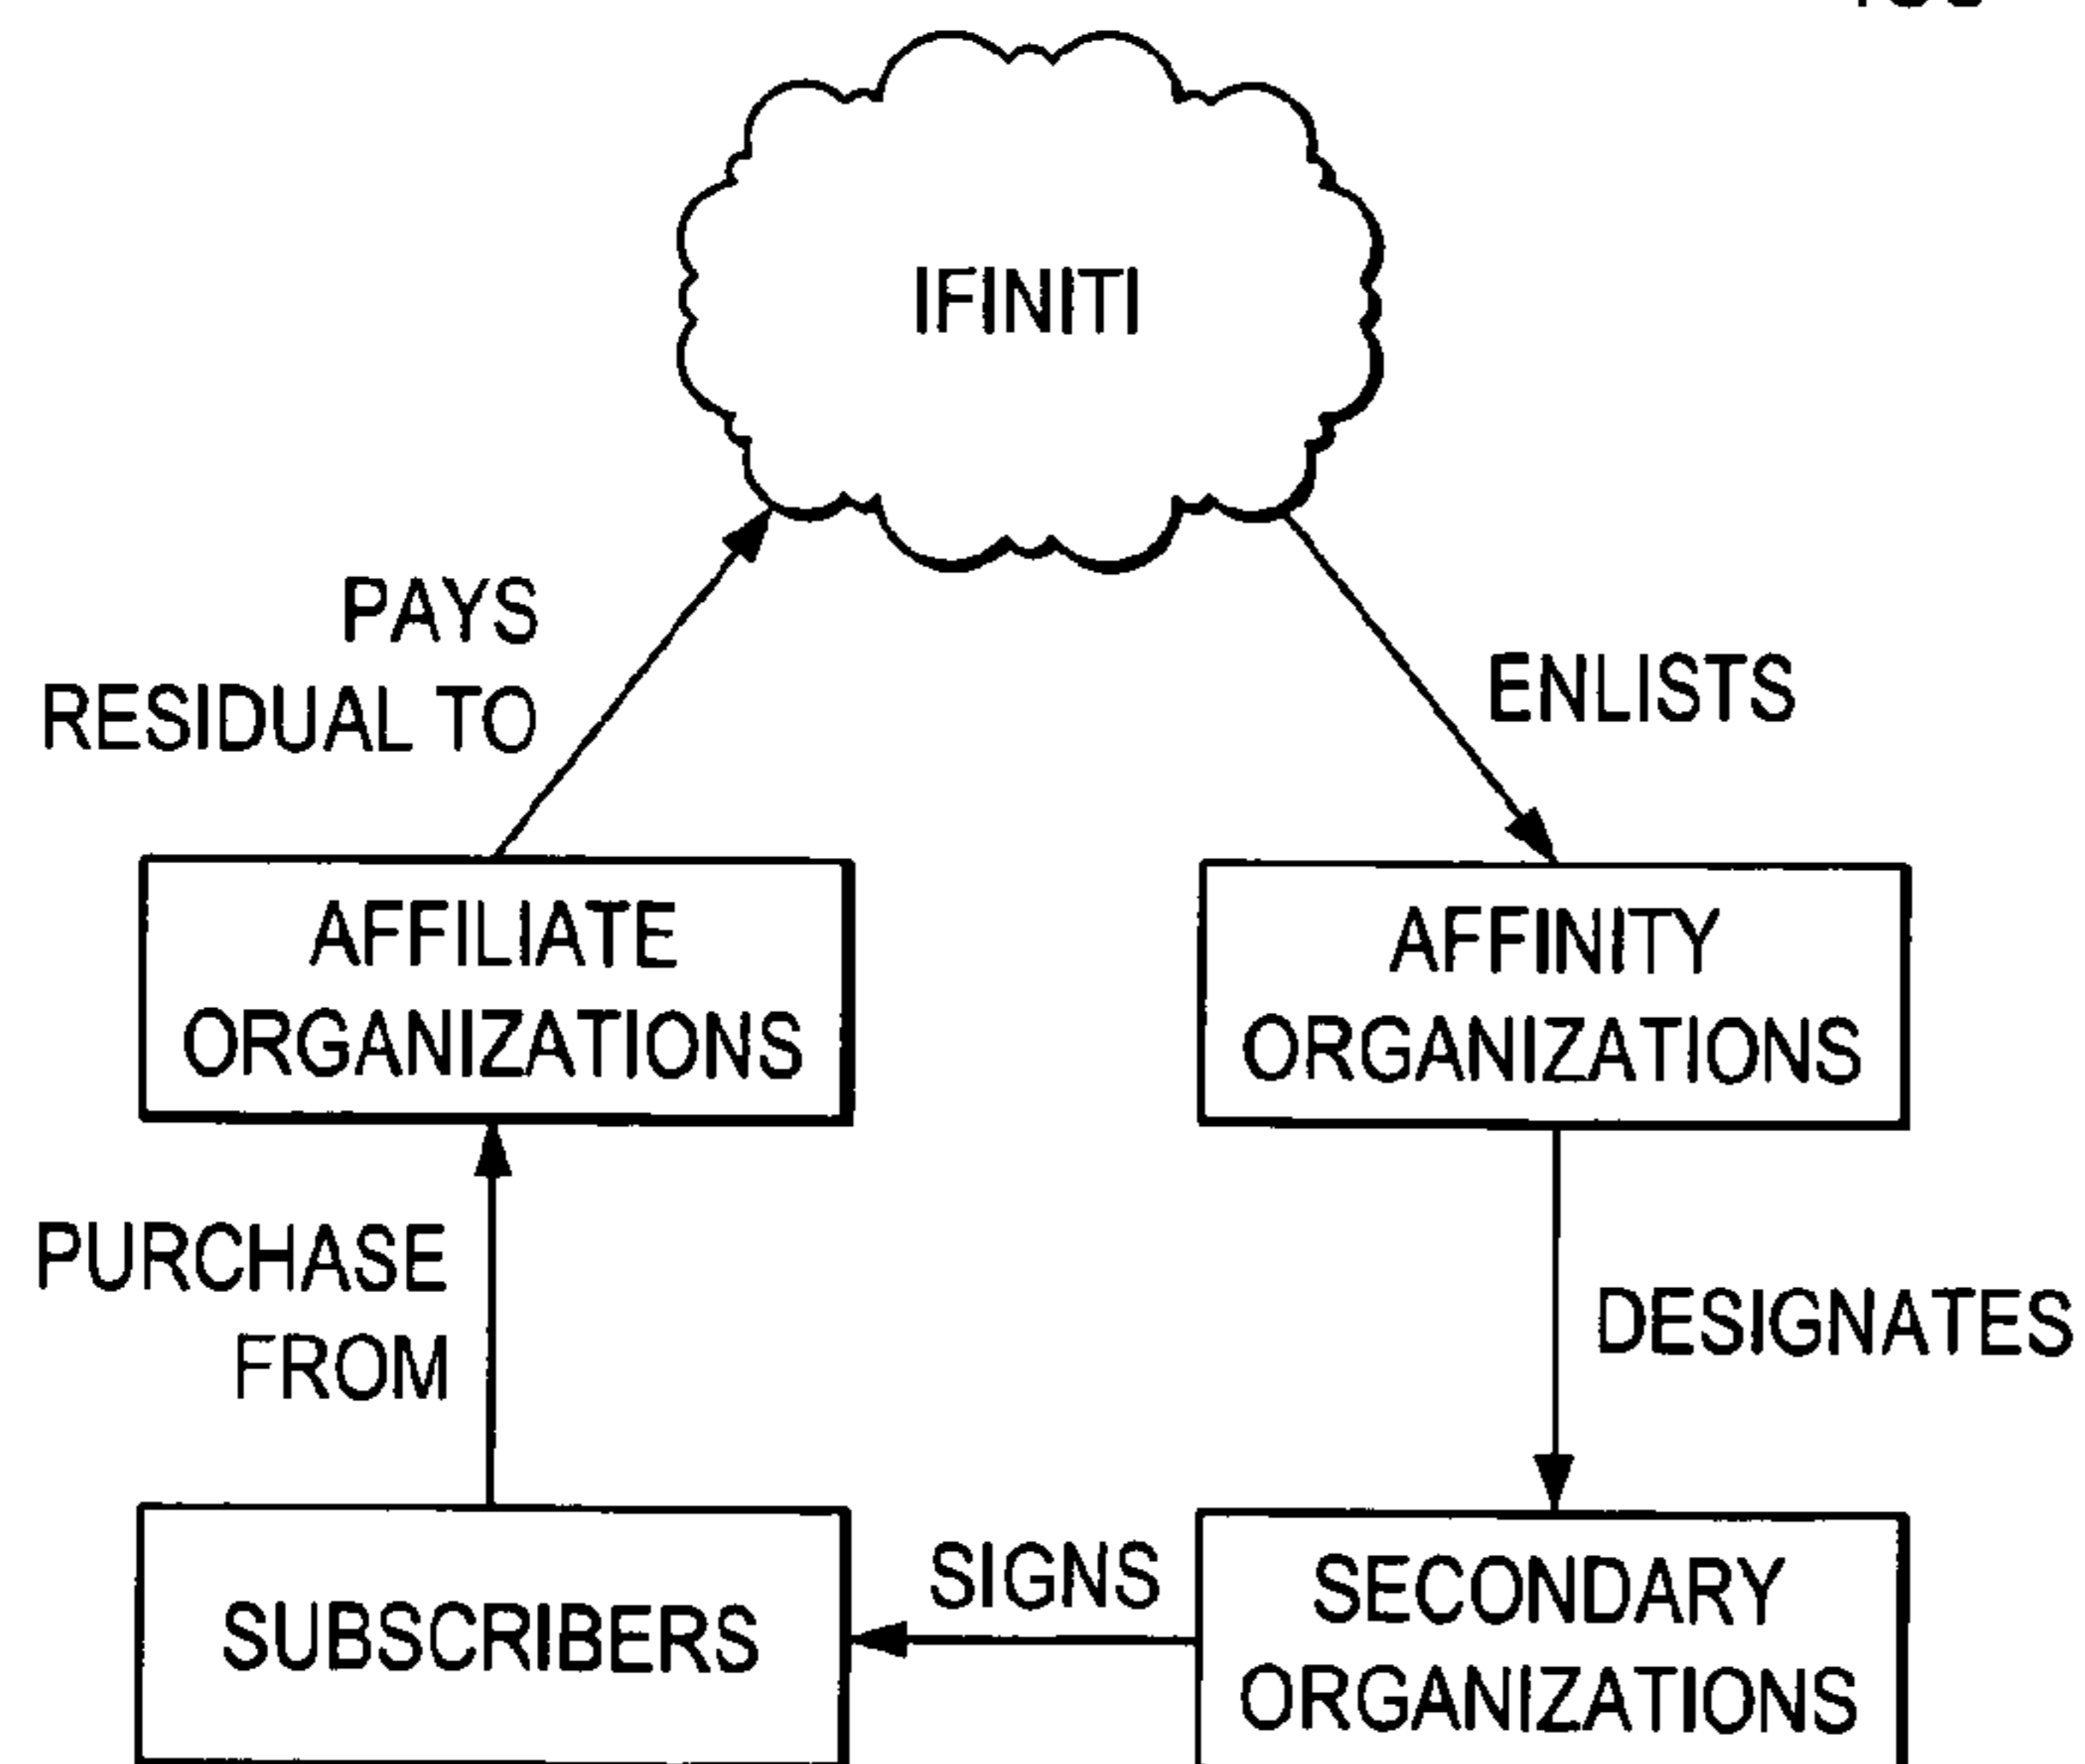 IFINITI
PAYS
RESIDUAL TO
ENLISTS
AFFILIATE
ORGANIZATIONS
AFFINITY
ORGANIZATIONS
PURCHASE
FROM
DESIGNATES
SUBSCRIBERS
SIGNS
SECONDARY
ORGANIZATIONS